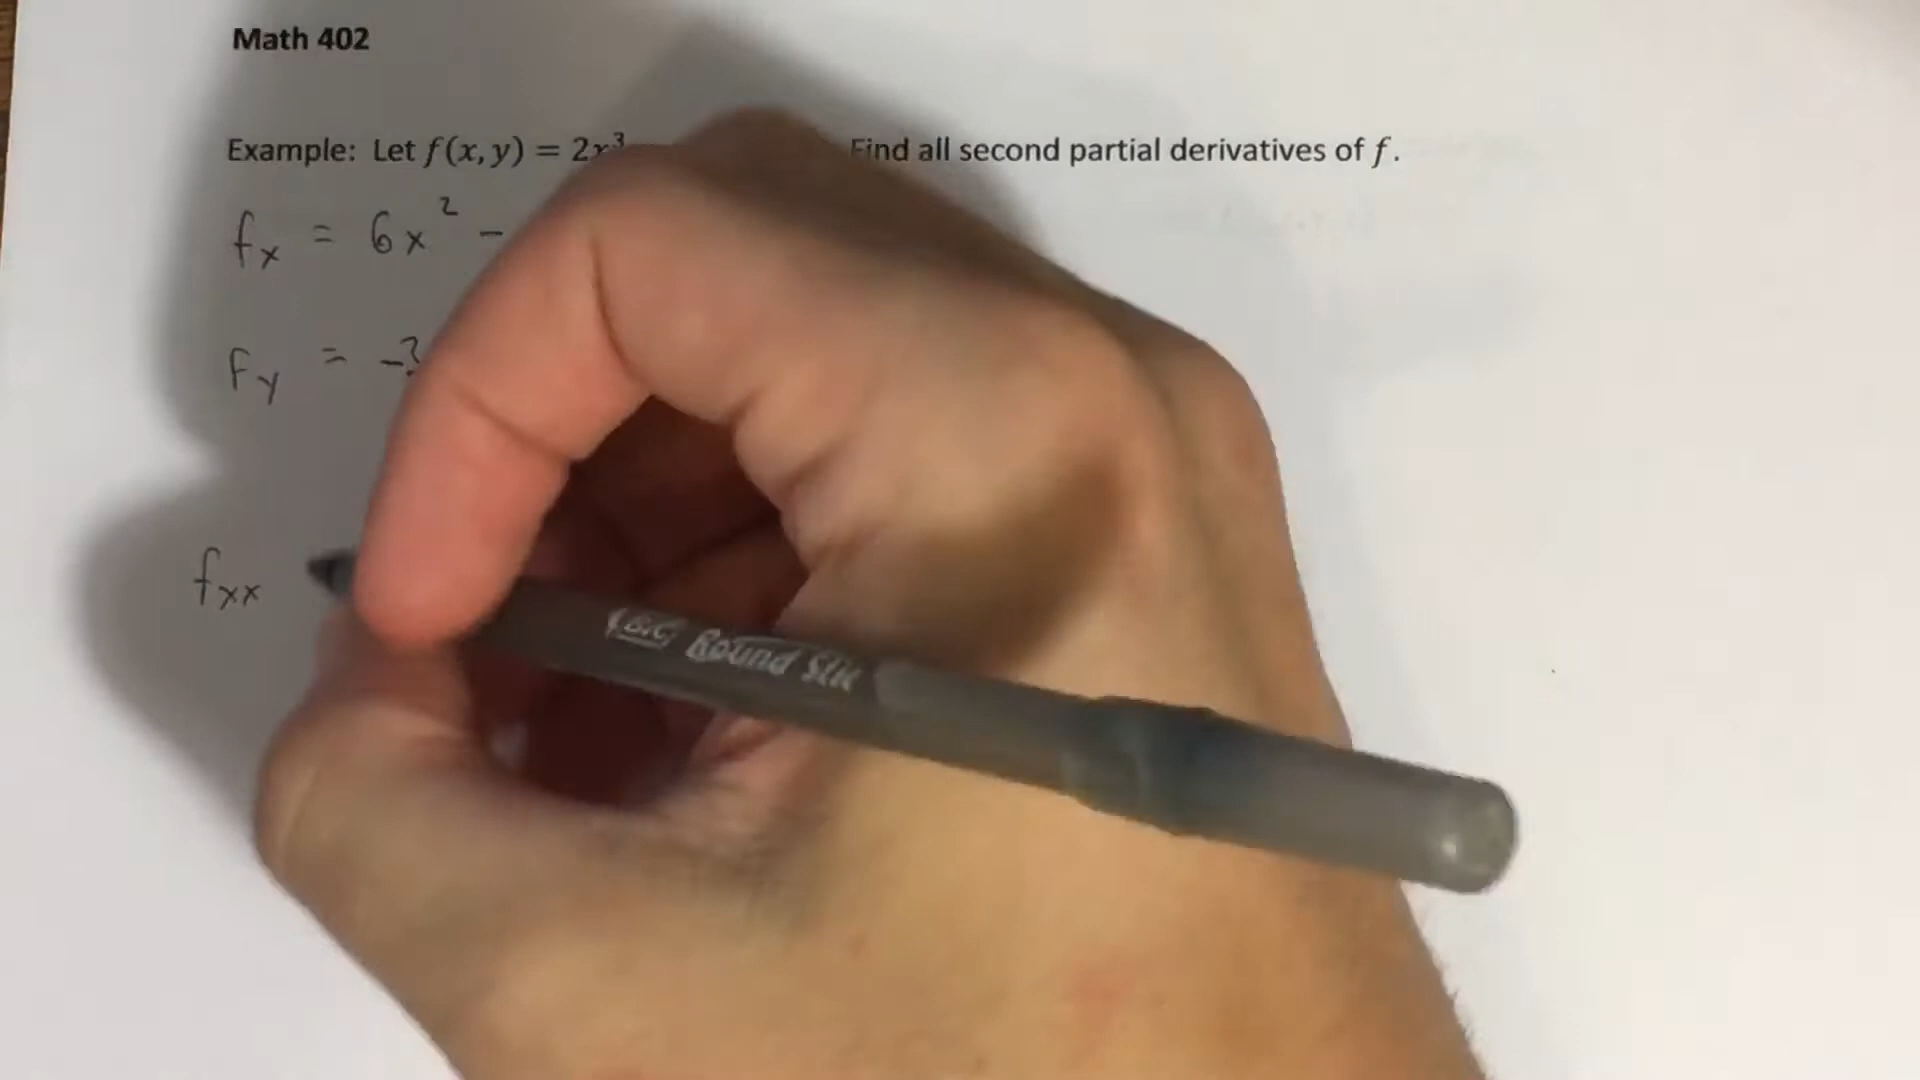 Math 402
Example: Let f(x, y) = 2x³ Find all second partial derivatives of f.
fx = 6x² −
fy = −3
fxx
BIC Round Stic